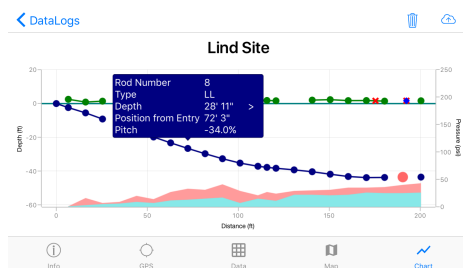 DataLogs
Lind Site
Rod Number 8
Type LL
Depth 28' 11" >
Position from Entry 72' 3"
Pitch -34.0%
20
0
-20
-40
-60
Depth (ft)
250
200
150
100
50
0
Pressure (psi)
0 50 100 150 200
Distance (ft)
Info GPS Data Map Chart